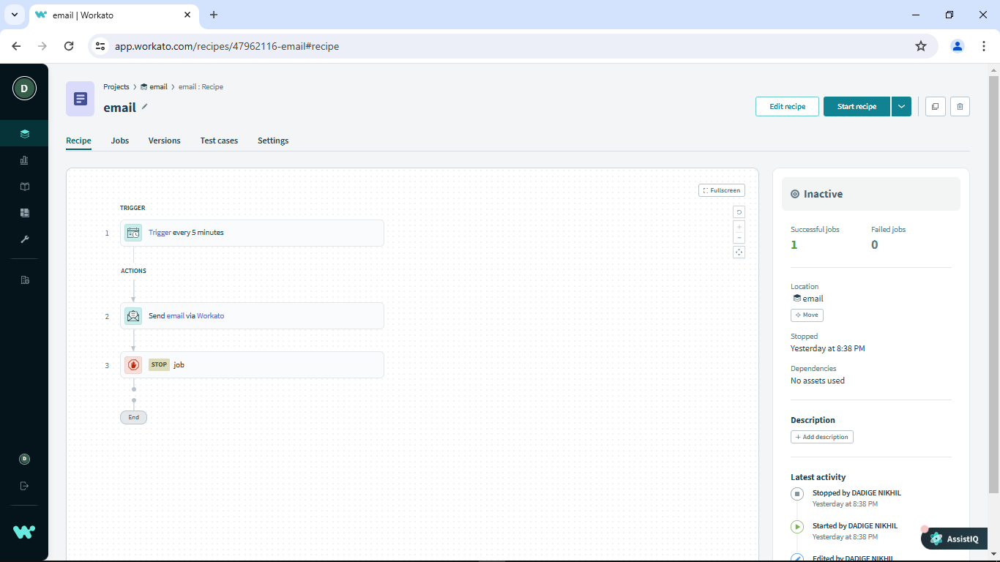 email | Workato
app.workato.com/recipes/47962116-email#recipe
D
Projects > email > email : Recipe
email
Edit recipe
Start recipe
Recipe Jobs Versions Test cases Settings
Fullscreen
TRIGGER
1 Trigger every 5 minutes
ACTIONS
2 Send email via Workato
3 STOP job
End
Inactive
Successful jobs Failed jobs
1 0
Location
email
Move
Stopped
Yesterday at 8:38 PM
Dependencies
No assets used
Description
+ Add description
Latest activity
Stopped by DADIGE NIKHIL
Yesterday at 8:38 PM
Started by DADIGE NIKHIL
Yesterday at 8:38 PM
Edited by DADIGE NIKHIL
AssistIQ
D